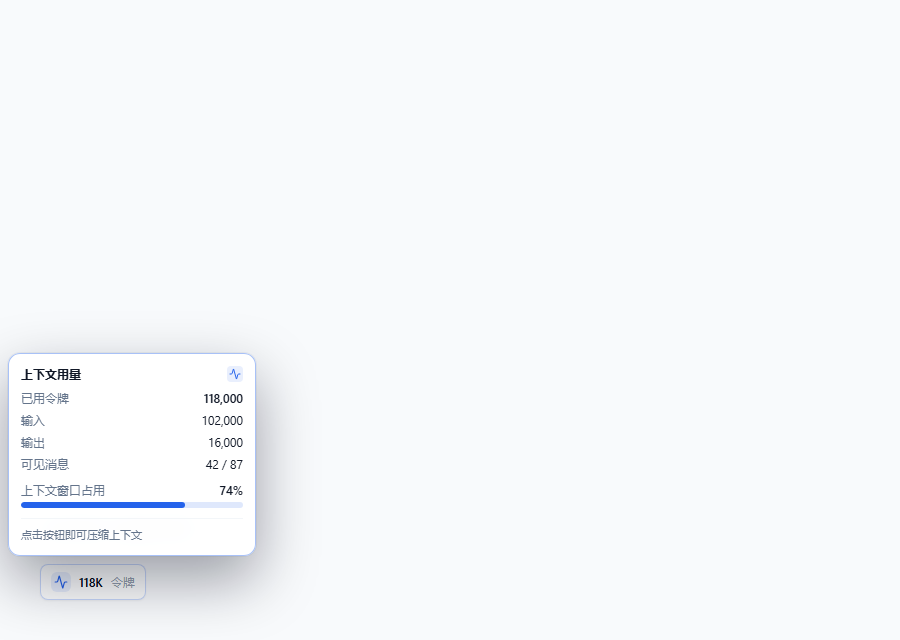 上下文用量
已用令牌 118,000
输入 102,000
输出 16,000
可见消息 42 / 87
上下文窗口占用 74%
点击按钮即可压缩上下文
118K 令牌